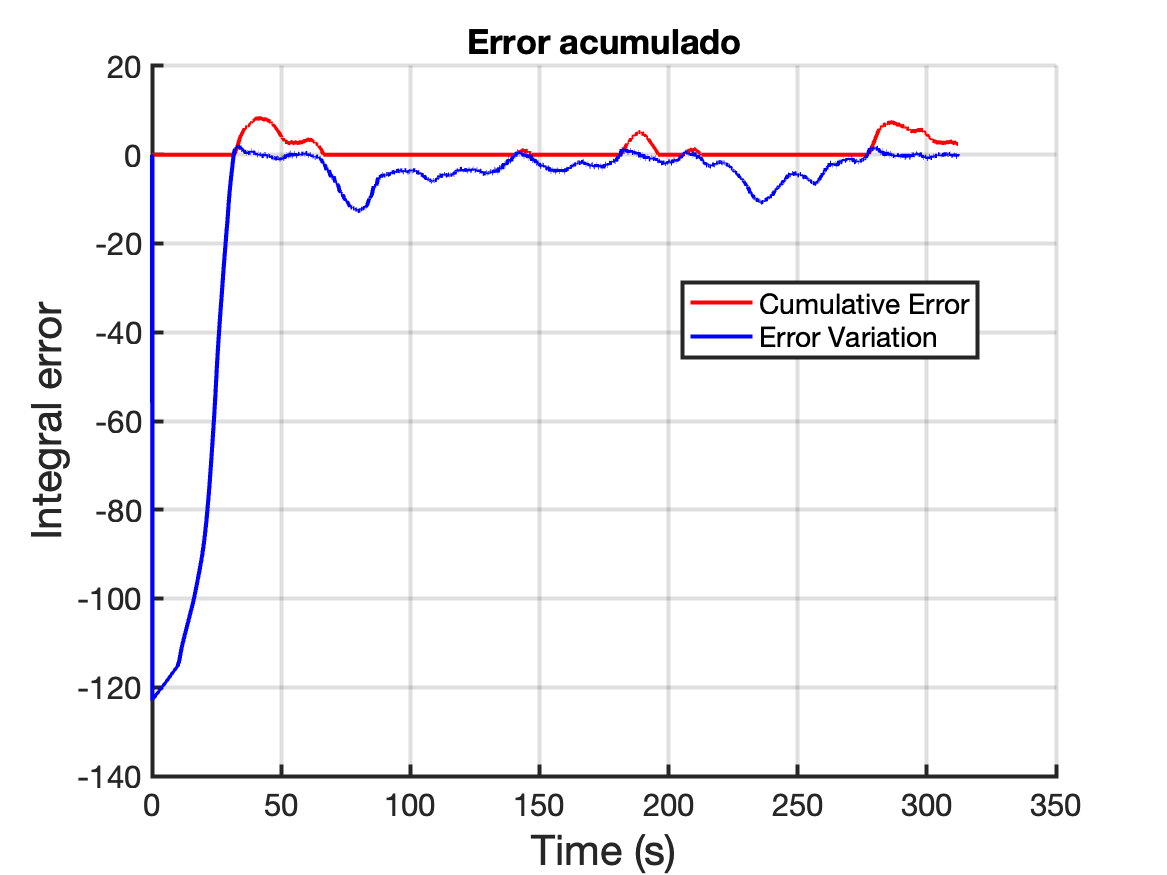 Error acumulado
20
0
-20
-40
-60
-80
-100
-120
-140
Integral error
Cumulative Error
Error Variation
0 50 100 150 200 250 300 350
Time (s)